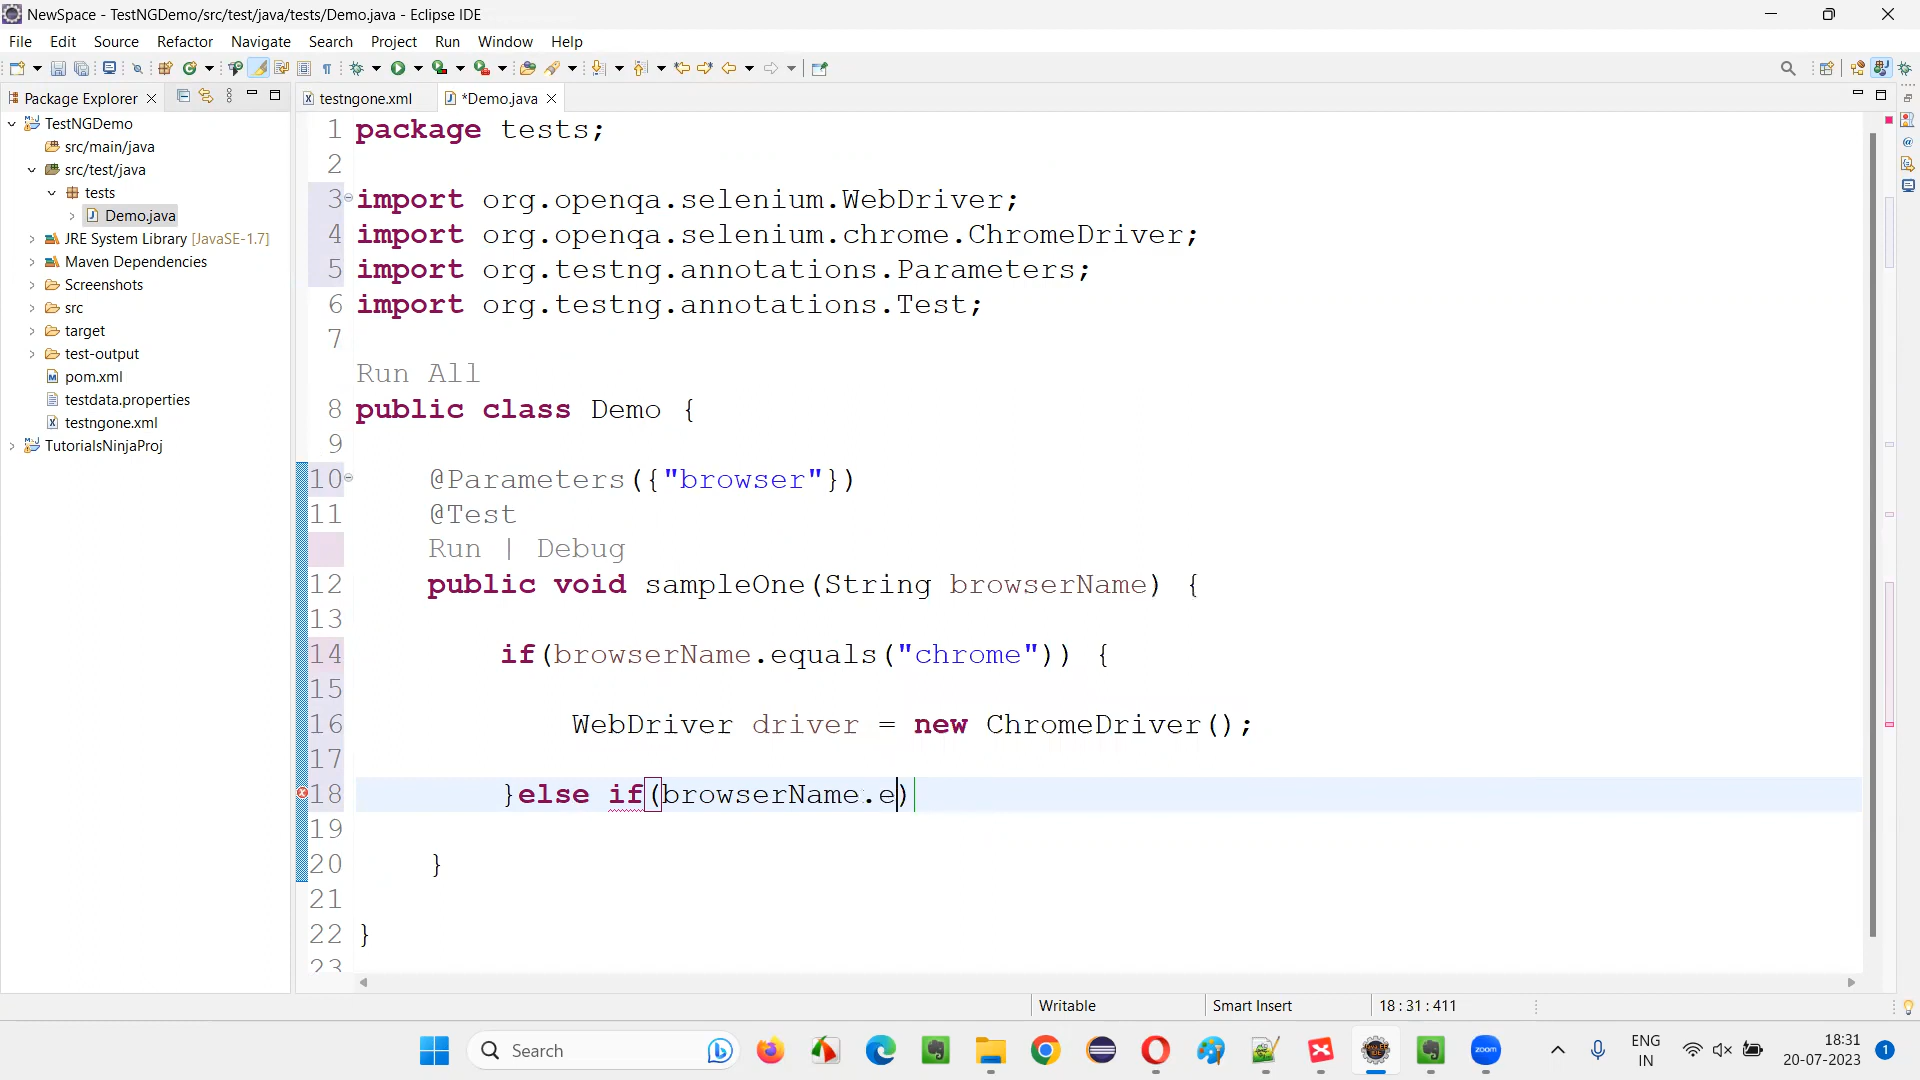 NewSpace - TestNGDemo/src/test/java/tests/Demo.java - Eclipse IDE
File Edit Source Refactor Navigate Search Project Run Window Help
Package Explorer
testngone.xml
*Demo.java
TestNGDemo
src/main/java
src/test/java
tests
Demo.java
JRE System Library [JavaSE-1.7]
Maven Dependencies
Screenshots
src
target
test-output
pom.xml
testdata.properties
testngone.xml
TutorialsNinjaProj
1 package tests;
2
3 import org.openqa.selenium.WebDriver;
4 import org.openqa.selenium.chrome.ChromeDriver;
5 import org.testng.annotations.Parameters;
6 import org.testng.annotations.Test;
7
Run All
8 public class Demo {
9
10 @Parameters({"browser"})
11 @Test
Run | Debug
12 public void sampleOne(String browserName) {
13
14 if(browserName.equals("chrome")) {
15
16 WebDriver driver = new ChromeDriver();
17
18 }else if(browserName.e)
19
20 }
21
22 }
23
Writable
Smart Insert
18 : 31 : 411
Search
zoom
ENG
IN
18:31
20-07-2023
1